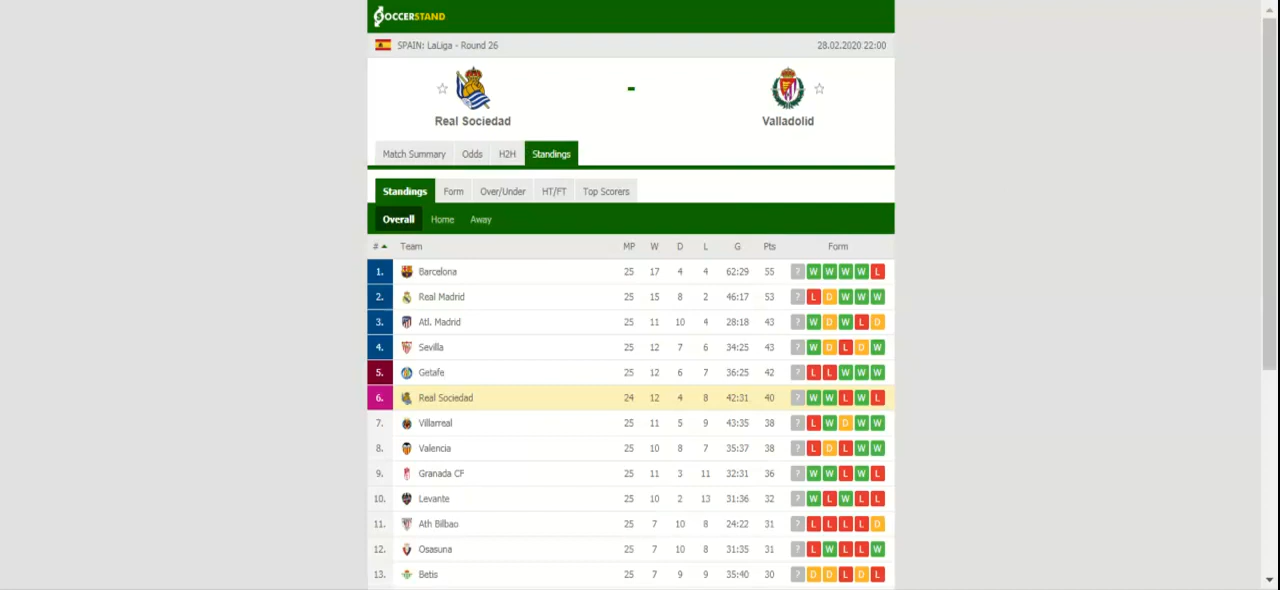 SOCCERSTAND
SPAIN: LaLiga - Round 26 28.02.2020 22:00
-
Real Sociedad Valladolid
Match Summary Odds H2H Standings
Standings Form Over/Under HT/FT Top Scorers
Overall Home Away
# Team MP W D L G Pts Form
1. Barcelona 25 17 4 4 62:29 55 ? W W W W L
2. Real Madrid 25 15 8 2 46:17 53 ? L D W W W
3. Atl. Madrid 25 11 10 4 28:18 43 ? W D W L D
4. Sevilla 25 12 7 6 34:25 43 ? W D L D W
5. Getafe 25 12 6 7 36:25 42 ? L L W W W
6. Real Sociedad 24 12 4 8 42:31 40 ? W W L W L
7. Villarreal 25 11 5 9 43:35 38 ? L W D W W
8. Valencia 25 10 8 7 35:37 38 ? L D L W W
9. Granada CF 25 11 3 11 32:31 36 ? W W L W L
10. Levante 25 10 2 13 31:36 32 ? W L W L L
11. Ath Bilbao 25 7 10 8 24:22 31 ? L L L L D
12. Osasuna 25 7 10 8 31:35 31 ? L W L L W
13. Betis 25 7 9 9 35:40 30 ? D D L D L